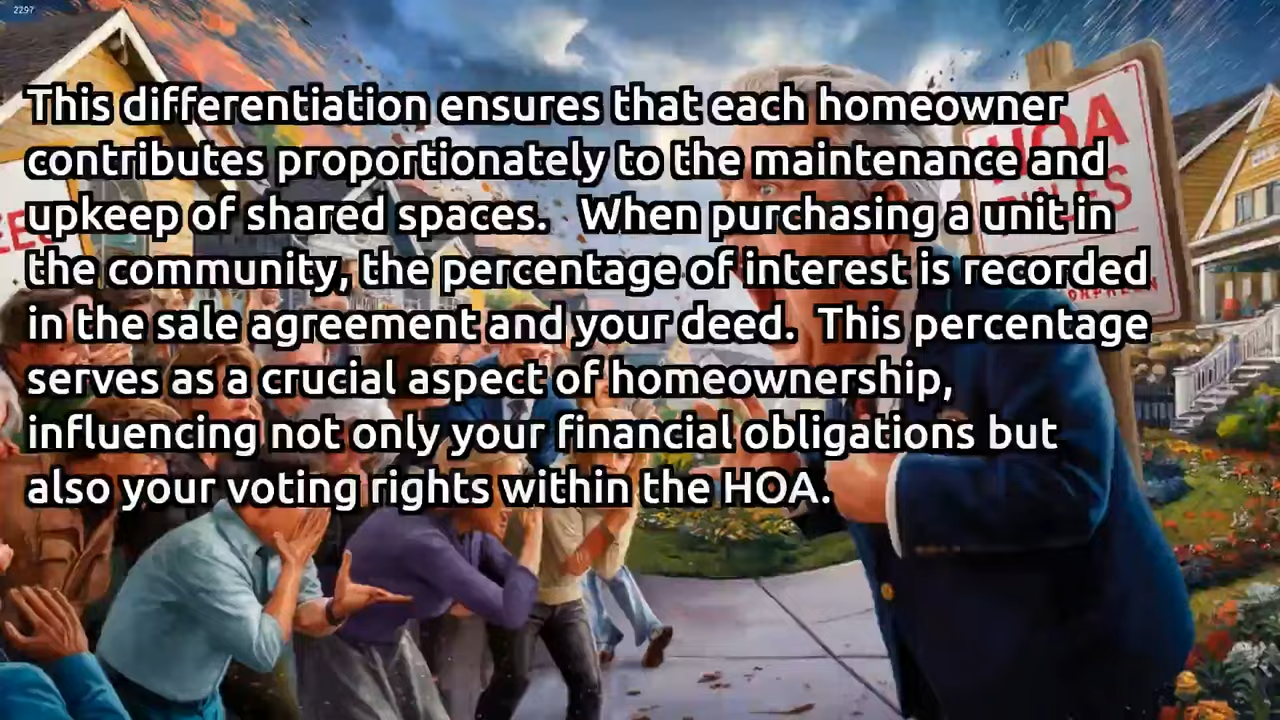 2297
This differentiation ensures that each homeowner
contributes proportionately to the maintenance and
upkeep of shared spaces.   When purchasing a unit in
the community, the percentage of interest is recorded
in the sale agreement and your deed.  This percentage
serves as a crucial aspect of homeownership,
influencing not only your financial obligations but
also your voting rights within the HOA.
HOA